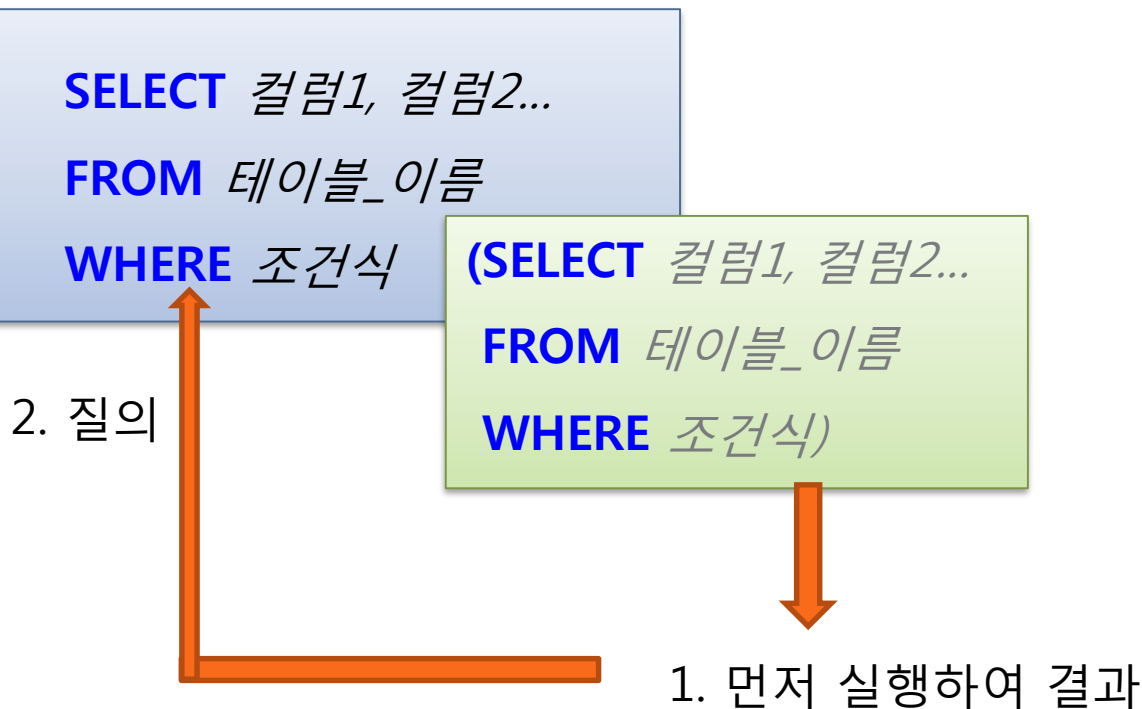 SELECT 컬럼1, 컬럼2...
FROM 테이블_이름
WHERE 조건식
(SELECT 컬럼1, 컬럼2...
FROM 테이블_이름
WHERE 조건식)
2. 질의
1. 먼저 실행하여 결과